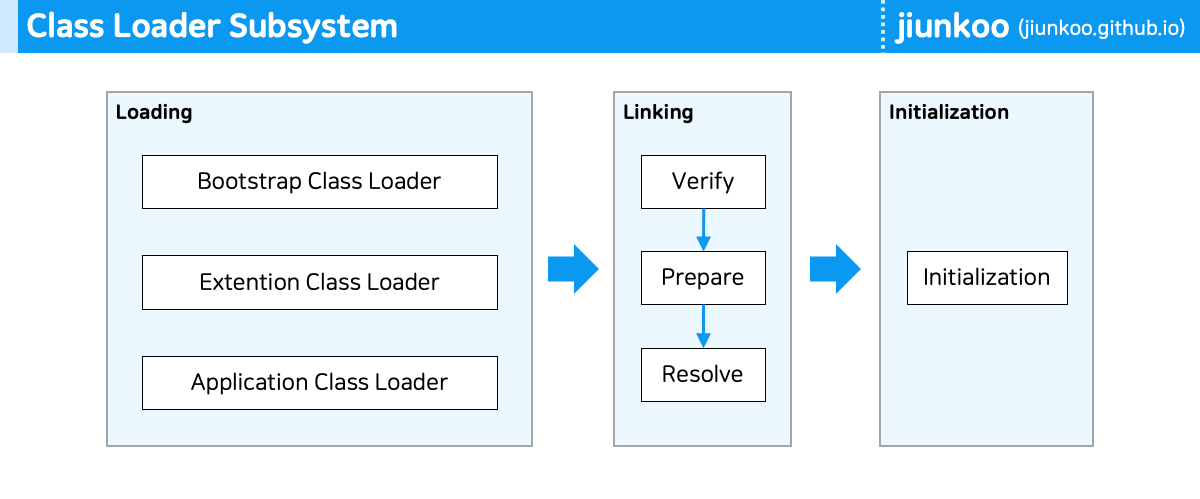 Class Loader Subsystem
jiunkoo (jiunkoo.github.io)
Loading
Bootstrap Class Loader
Extention Class Loader
Application Class Loader
Linking
Verify
Prepare
Resolve
Initialization
Initialization